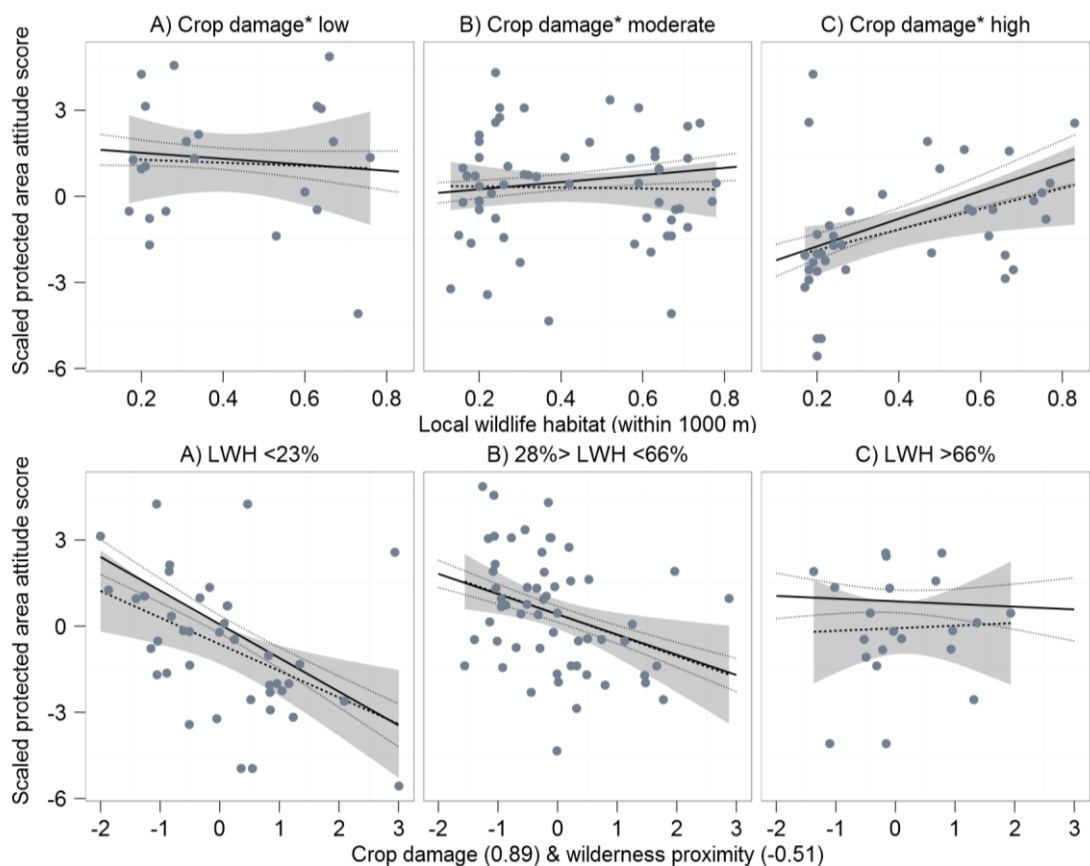 A) Crop damage* low
B) Crop damage* moderate
C) Crop damage* high
Scaled protected area attitude score
3
0
-3
-6
0.2 0.4 0.6 0.8
0.2 0.4 0.6 0.8
0.2 0.4 0.6 0.8
Local wildlife habitat (within 1000 m)
A) LWH <23%
B) 28%> LWH <66%
C) LWH >66%
Scaled protected area attitude score
3
0
-3
-6
-2 -1 0 1 2 3
-2 -1 0 1 2 3
-2 -1 0 1 2 3
Crop damage (0.89) & wilderness proximity (-0.51)